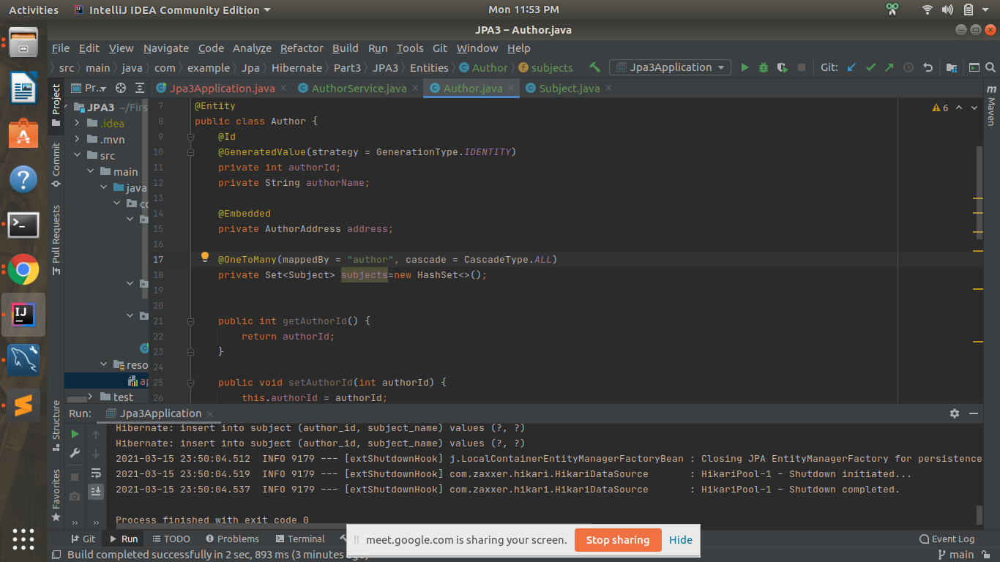 Activities IntelliJ IDEA Community Edition Mon 11:53 PM
JPA3 – Author.java
File Edit View Navigate Code Analyze Refactor Build Run Tools Git Window Help
src main java com example Jpa Hibernate Part3 JPA3 Entities Author subjects Jpa3Application Git:
Project Pr... Jpa3Application.java AuthorService.java Author.java Subject.java Maven
JPA3 ~/Firs
.idea
.mvn
src
main
java
co
reso
ap
test
Commit
Pull Requests
Structure
Favorites
6
7 @Entity
8 public class Author {
9 @Id
10 @GeneratedValue(strategy = GenerationType.IDENTITY)
11 private int authorId;
12 private String authorName;
13
14 @Embedded
15 private AuthorAddress address;
16
17 @OneToMany(mappedBy = "author", cascade = CascadeType.ALL)
18 private Set<Subject> subjects=new HashSet<>();
19
20
21 public int getAuthorId() {
22 return authorId;
23 }
24
25 public void setAuthorId(int authorId) {
26 this.authorId = authorId;
Run: Jpa3Application
Hibernate: insert into subject (author_id, subject_name) values (?, ?)
Hibernate: insert into subject (author_id, subject_name) values (?, ?)
2021-03-15 23:50:04.512 INFO 9179 --- [extShutdownHook] j.LocalContainerEntityManagerFactoryBean : Closing JPA EntityManagerFactory for persistence
2021-03-15 23:50:04.519 INFO 9179 --- [extShutdownHook] com.zaxxer.hikari.HikariDataSource : HikariPool-1 - Shutdown initiated...
2021-03-15 23:50:04.537 INFO 9179 --- [extShutdownHook] com.zaxxer.hikari.HikariDataSource : HikariPool-1 - Shutdown completed.
Process finished with exit code 0
Git Run TODO Problems Terminal Event Log
meet.google.com is sharing your screen. Stop sharing Hide
Build completed successfully in 2 sec, 893 ms (3 minutes ago) main